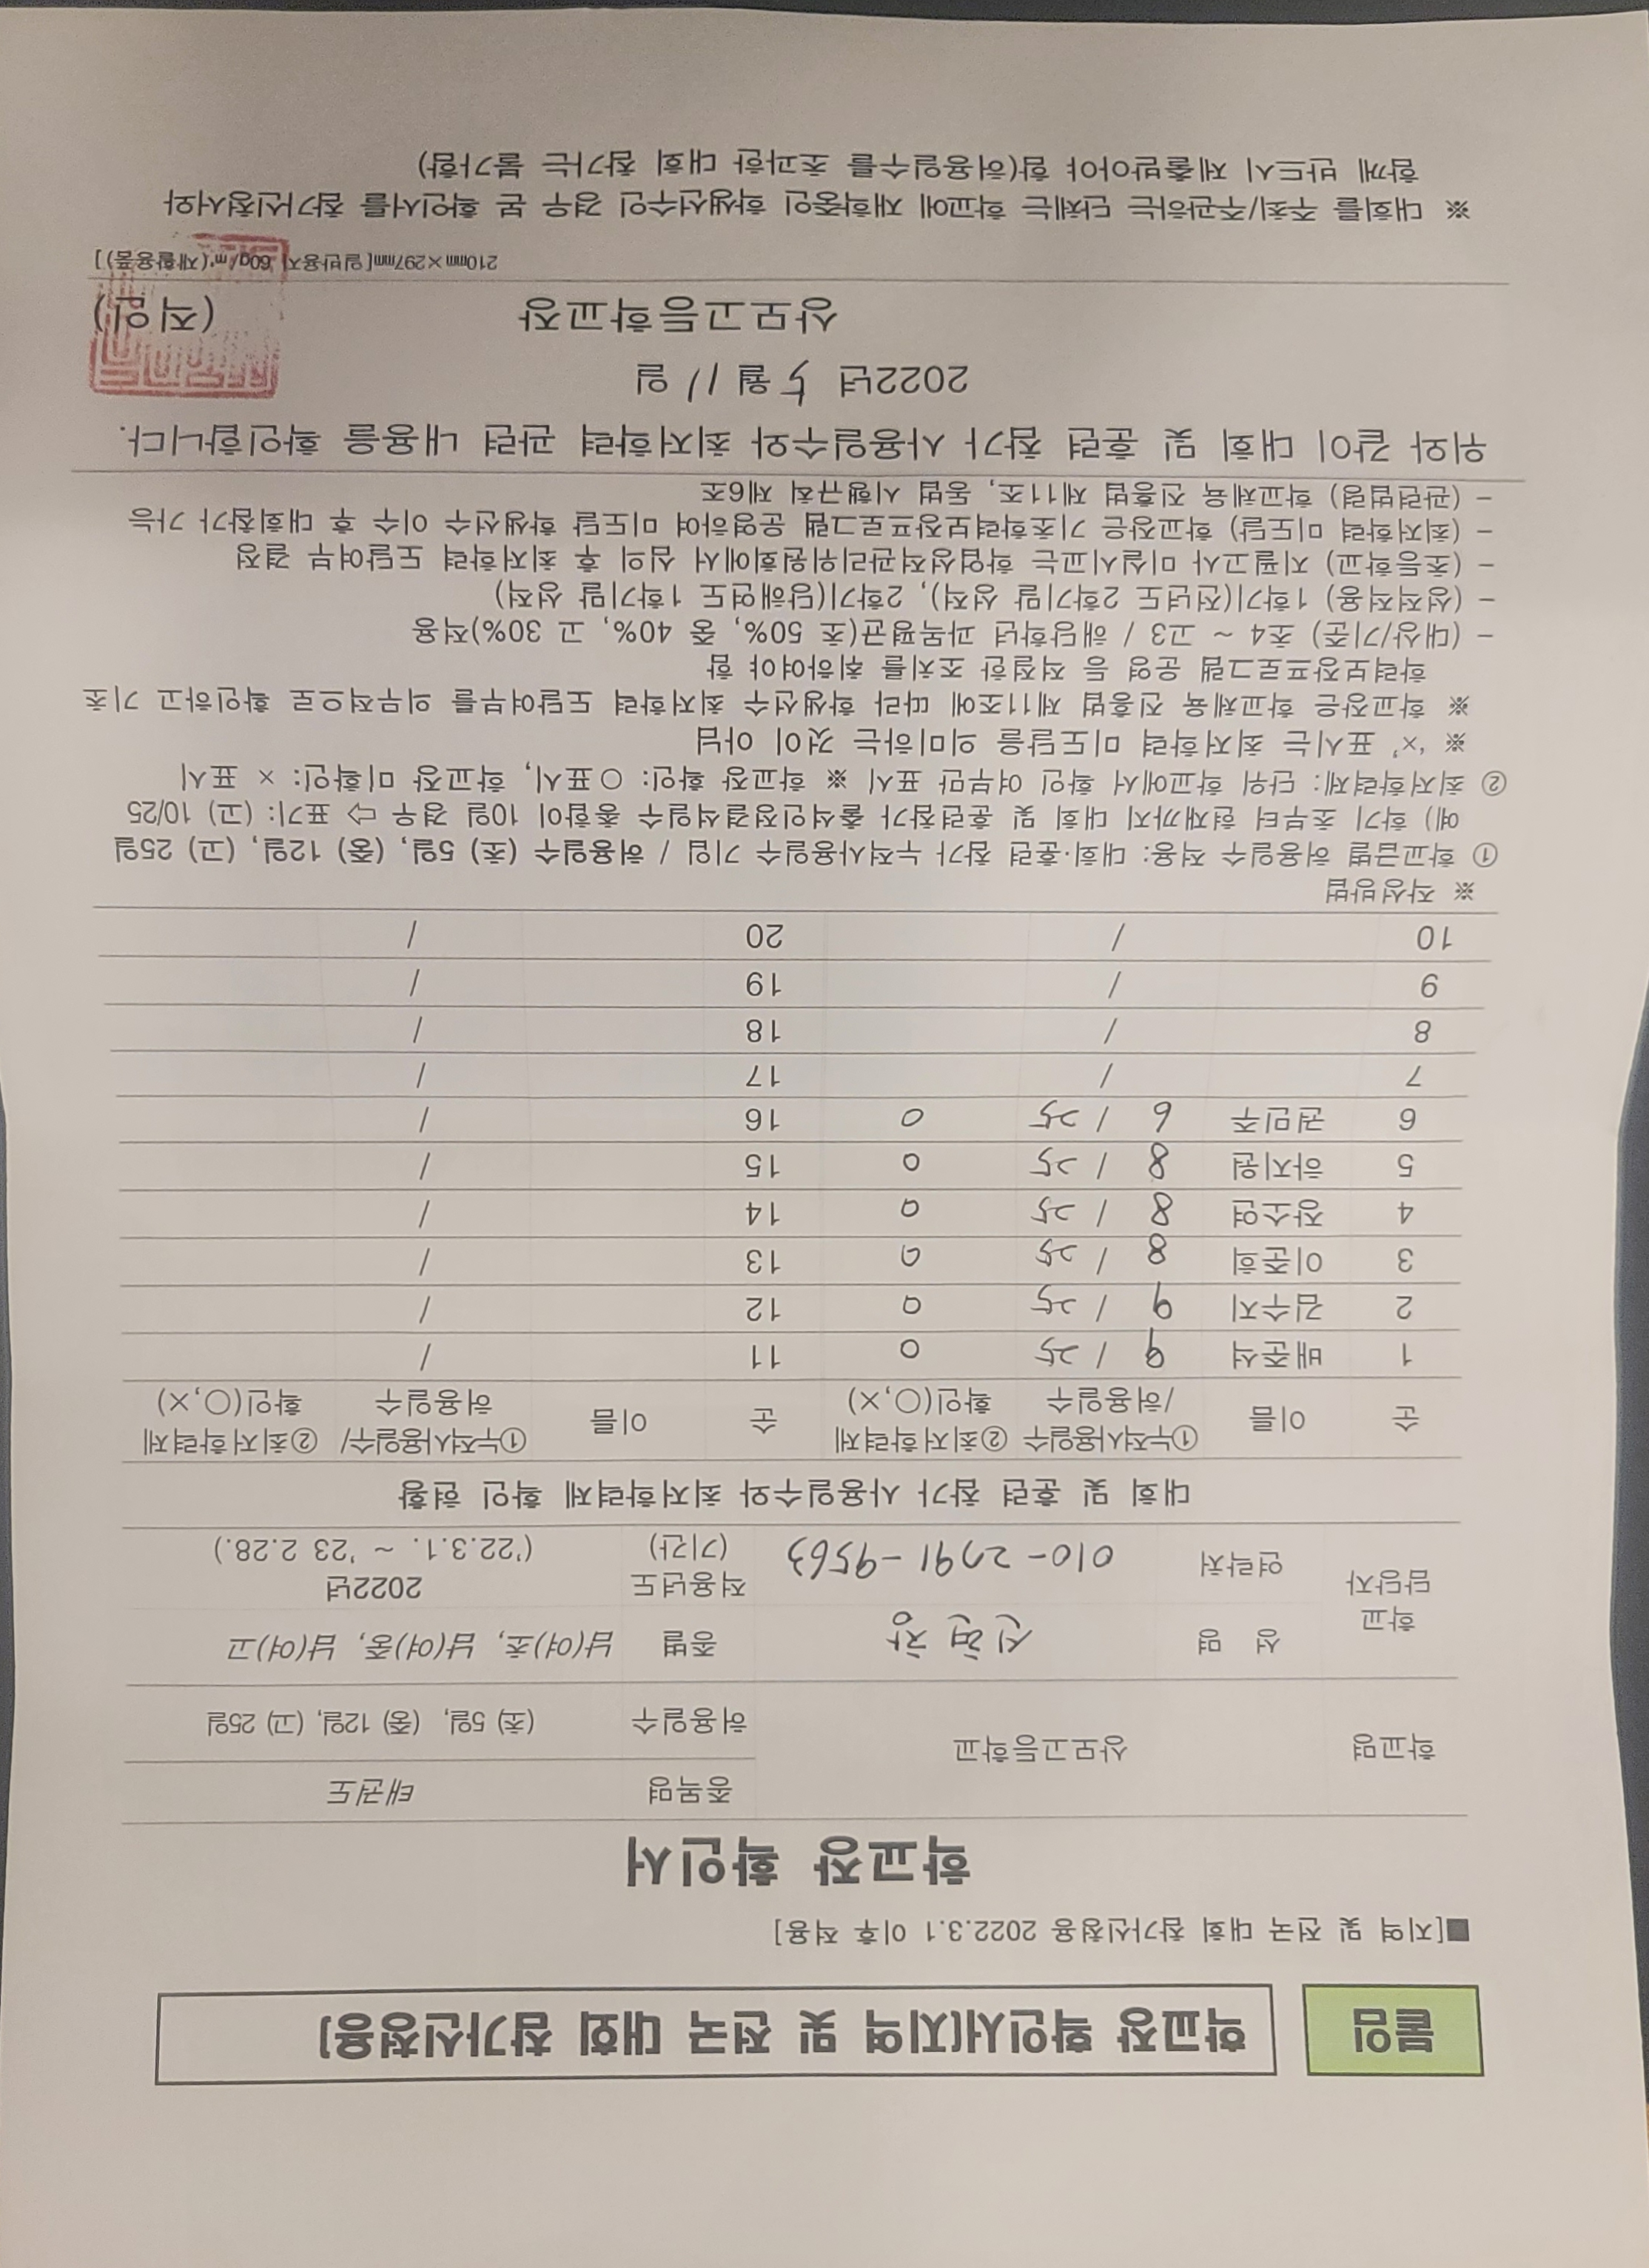 붙임
학교장 확인서[지역 및 전국 대회 참가신청용]
■[지역 및 전국 대회 참가신청용 2022.3.1 이후 적용]
학교장 확인서
학교명 상모고등학교 종목명 태권도
허용일수 (초) 5일, (중) 12일, (고) 25일
학교 담당자 성 명 신현창 종별 남(여)초, 남(여)중, 남(여)고
연락처 010-2791-9563 적용년도 (기간) 2022년
('22.3.1. ~ '23 2.28.)
대회 및 훈련 참가 사용일수와 최저학력제 확인 현황
순 이름 ①누적사용일수/허용일수 ②최저학력제 확인(○,×) 순 이름 ①누적사용일수/허용일수 ②최저학력제 확인(○,×)
1 배준석 9 / 25 ○ 11 /
2 김수지 9 / 25 ○ 12 /
3 이준희 8 / 25 ○ 13 /
4 장소연 8 / 25 ○ 14 /
5 하지원 8 / 25 ○ 15 /
6 권민주 6 / 25 ○ 16 /
7 / 17 /
8 / 18 /
9 / 19 /
10 / 20 /
※ 작성방법
① 학교급별 허용일수 적용: 대회·훈련 참가 누적사용일수 기입 / 허용일수 (초) 5일, (중) 12일, (고) 25일
예) 학기 초부터 현재까지 대회 및 훈련참가 출석인정결석일수 총합이 10일 경우 ⇨ 표기: (고) 10/25
② 최저학력제: 단위 학교에서 확인 여부만 표시 ※ 학교장 확인: ○표시, 학교장 미확인: × 표시
※ '×' 표시는 최저학력 미도달을 의미하는 것이 아님
※ 학교장은 학교체육 진흥법 제11조에 따라 학생선수 최저학력 도달여부를 의무적으로 확인하고 기초
학력보장프로그램 운영 등 적절한 조치를 취하여야 함
- (대상/기준) 초4 ~ 고3 / 해당학년 과목평균(초 50%, 중 40%, 고 30%)적용
- (성적적용) 1학기(전년도 2학기말 성적), 2학기(당해연도 1학기말 성적)
- (초등학교) 지필고사 미실시교는 학업성적관리위원회에서 심의 후 최저학력 도달여부 결정
- (최저학력 미도달) 학교장은 기초학력보장프로그램 운영하여 미도달 학생선수 이수 후 대회참가 가능
- (관련법령) 학교체육 진흥법 제11조, 동법 시행규칙 제6조
위와 같이 대회 및 훈련 참가 사용일수와 최저학력 관련 내용을 확인합니다.
2022년 5월 11일
상모고등학교장 (직인)
210mm×297mm[일반용지 60g/㎡(재활용품)]
※ 대회를 주최/주관하는 단체는 학교에 재학중인 학생선수인 경우 본 확인서를 참가신청서와
함께 반드시 제출받아야 함(허용일수를 초과한 대회 참가는 불가함)